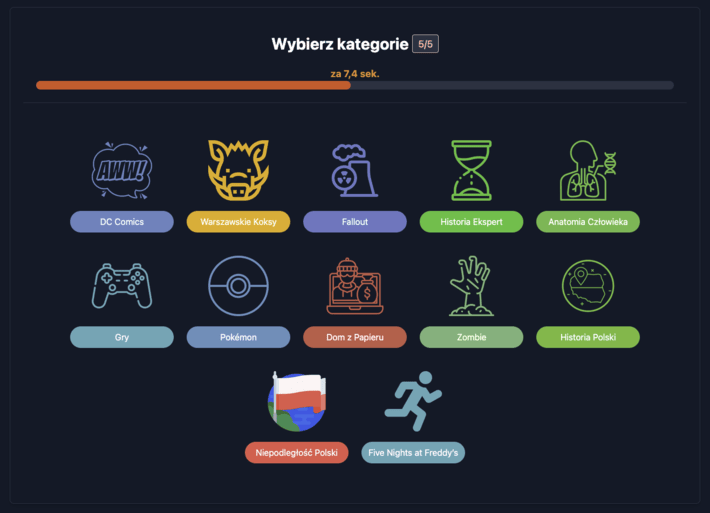 Wybierz kategorie 5/5
za 7,4 sek.
AWW!
DC Comics
Warszawskie Koksy
Fallout
Historia Ekspert
Anatomia Człowieka
Gry
Pokémon
Dom z Papieru
Zombie
Historia Polski
Niepodległość Polski
Five Nights at Freddy's